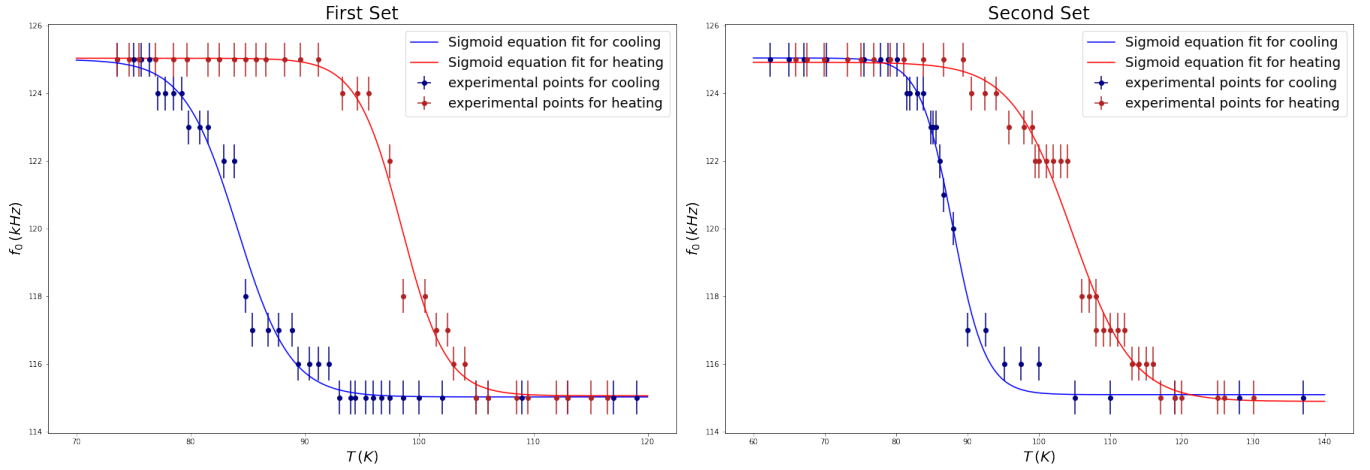 First Set
126
124
122
120
118
116
114
f₀ (kHz)
70
80
90
100
110
120
T (K)
Sigmoid equation fit for cooling
Sigmoid equation fit for heating
experimental points for cooling
experimental points for heating
Second Set
126
124
122
120
118
116
114
f₀ (kHz)
60
70
80
90
100
110
120
130
140
T (K)
Sigmoid equation fit for cooling
Sigmoid equation fit for heating
experimental points for cooling
experimental points for heating